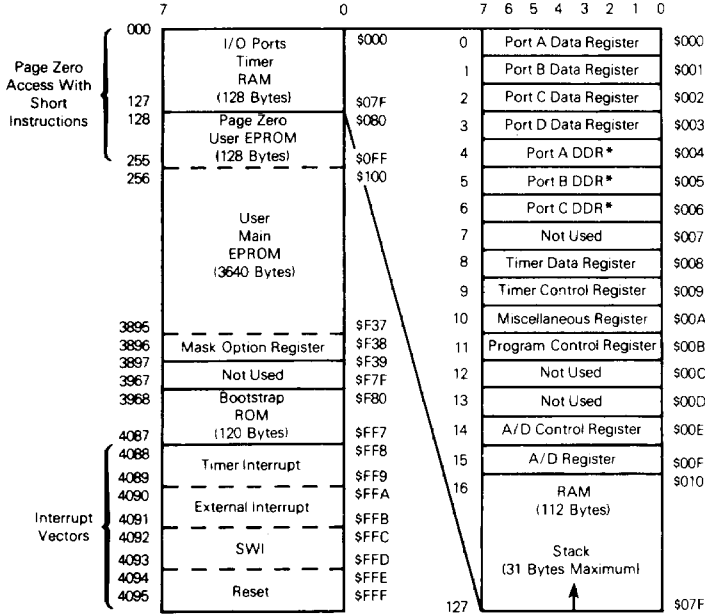 7 0
000
I/O Ports $000
Timer
RAM
127 (128 Bytes) $07F
128 Page Zero $080
User EPROM
255 (128 Bytes) $0FF
256 $100
Page Zero
Access With
Short
Instructions
User
Main
EPROM
(3640 Bytes)
3895 $F37
3896 Mask Option Register $F38
3897 $F39
Not Used
3967 $F7F
3968 Bootstrap $F80
ROM
4087 (120 Bytes) $FF7
4088 $FF8
Timer Interrupt
4089 $FF9
4090 $FFA
External Interrupt
4091 $FFB
4092 $FFC
SWI
4093 $FFD
4094 $FFE
Reset
4095 $FFF
Interrupt
Vectors
7 6 5 4 3 2 1 0
0 Port A Data Register $000
1 Port B Data Register $001
2 Port C Data Register $002
3 Port D Data Register $003
4 Port A DDR* $004
5 Port B DDR* $005
6 Port C DDR* $006
7 Not Used $007
8 Timer Data Register $008
9 Timer Control Register $009
10 Miscellaneous Register $00A
11 Program Control Register $00B
12 Not Used $00C
13 Not Used $00D
14 A/D Control Register $00E
15 A/D Register $00F
16 $010
RAM
(112 Bytes)
Stack
(31 Bytes Maximum)
127 $07F